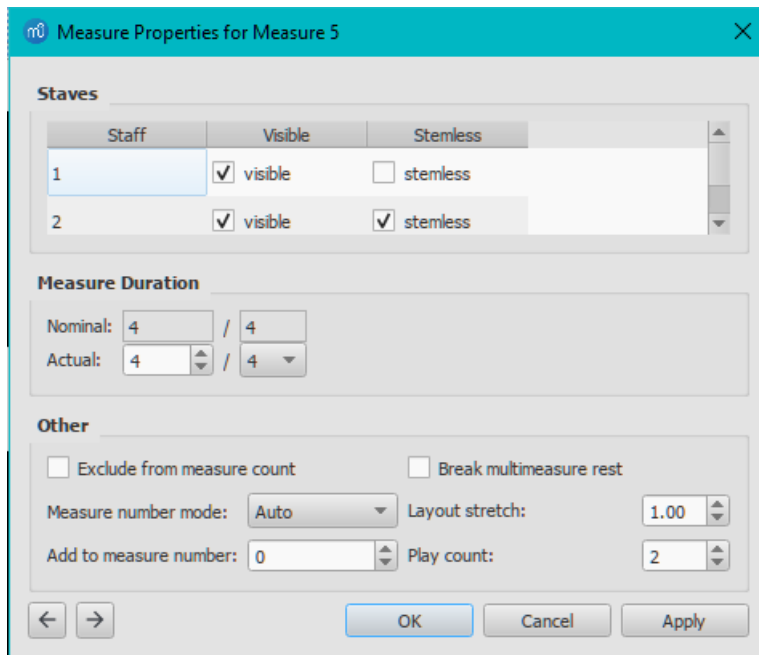 Measure Properties for Measure 5
Staves
Staff Visible Stemless
1 visible stemless
2 visible stemless
Measure Duration
Nominal: 4 / 4
Actual: 4 / 4
Other
Exclude from measure count Break multimeasure rest
Measure number mode: Auto Layout stretch: 1.00
Add to measure number: 0 Play count: 2
OK Cancel Apply